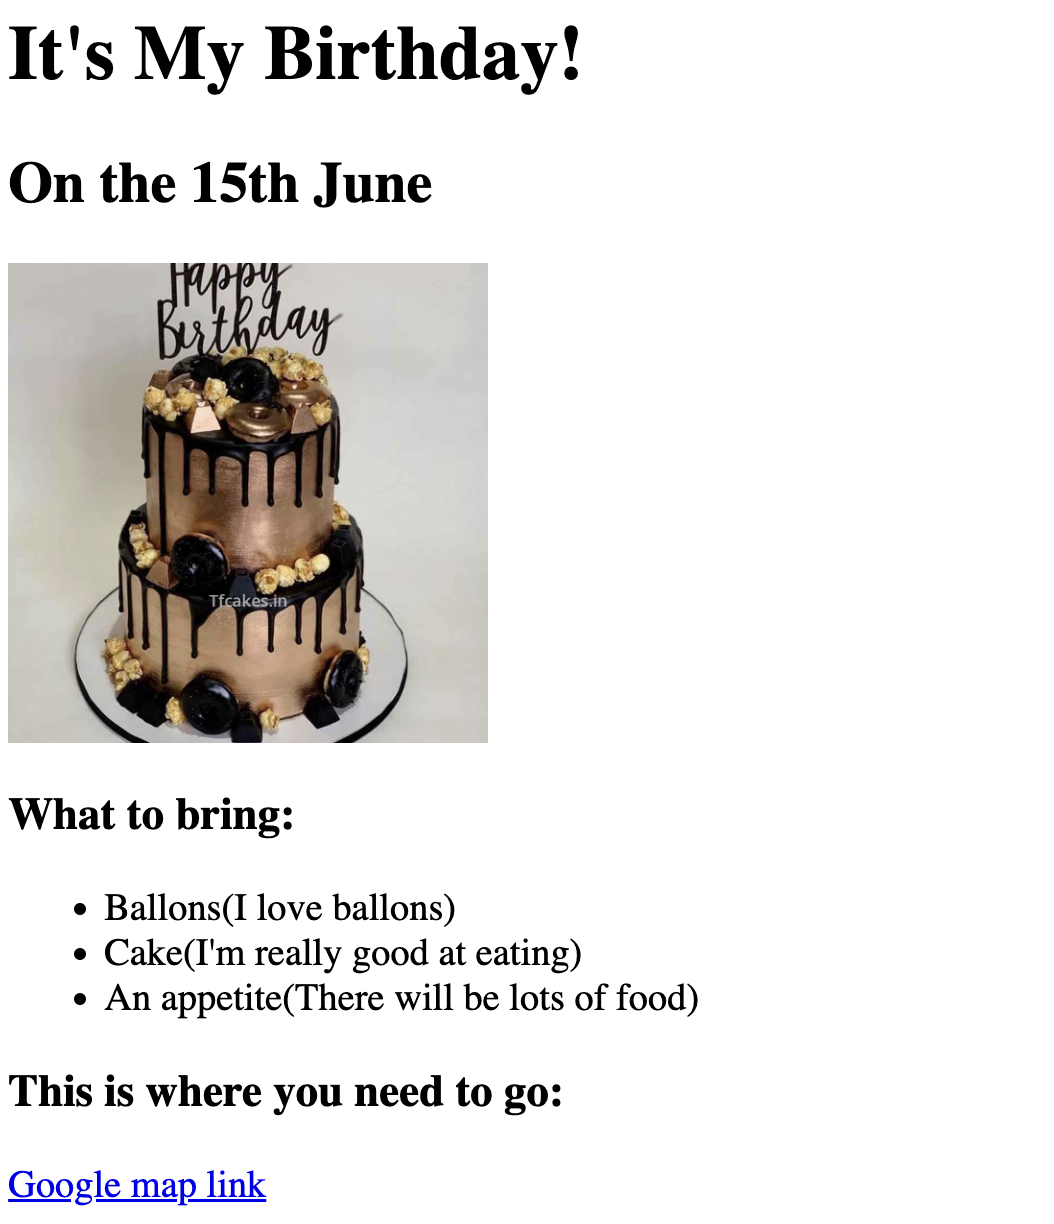 It's My Birthday!
On the 15th June
Happy
Birthday
Tfcakes.in
What to bring:
Ballons(I love ballons)
Cake(I'm really good at eating)
An appetite(There will be lots of food)
This is where you need to go:
Google map link